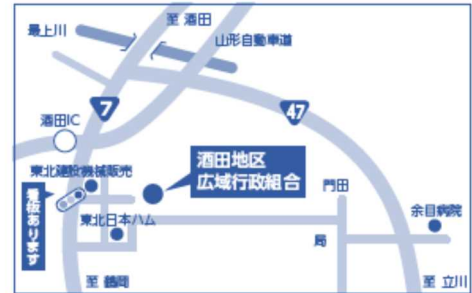 至 酒田
最上川
山形自動車道
7
47
酒田IC
酒田地区
広域行政組合
東北建設機械販売
門田
看板あります
余目病院
東北日本ハム
局
至 鶴岡
至 立川